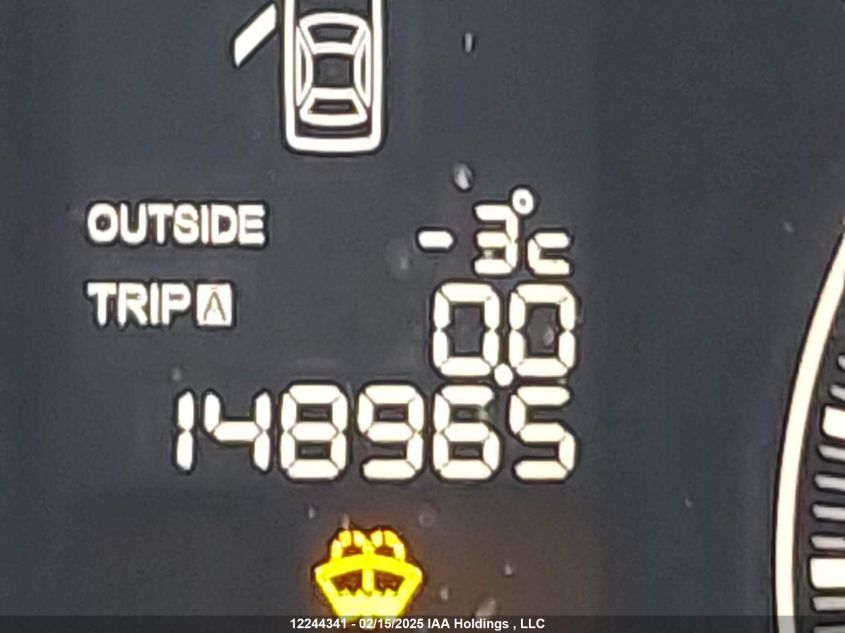 OUTSIDE -3°c
TRIP A 0.0
148965
12244341 - 02/15/2025 IAA Holdings , LLC